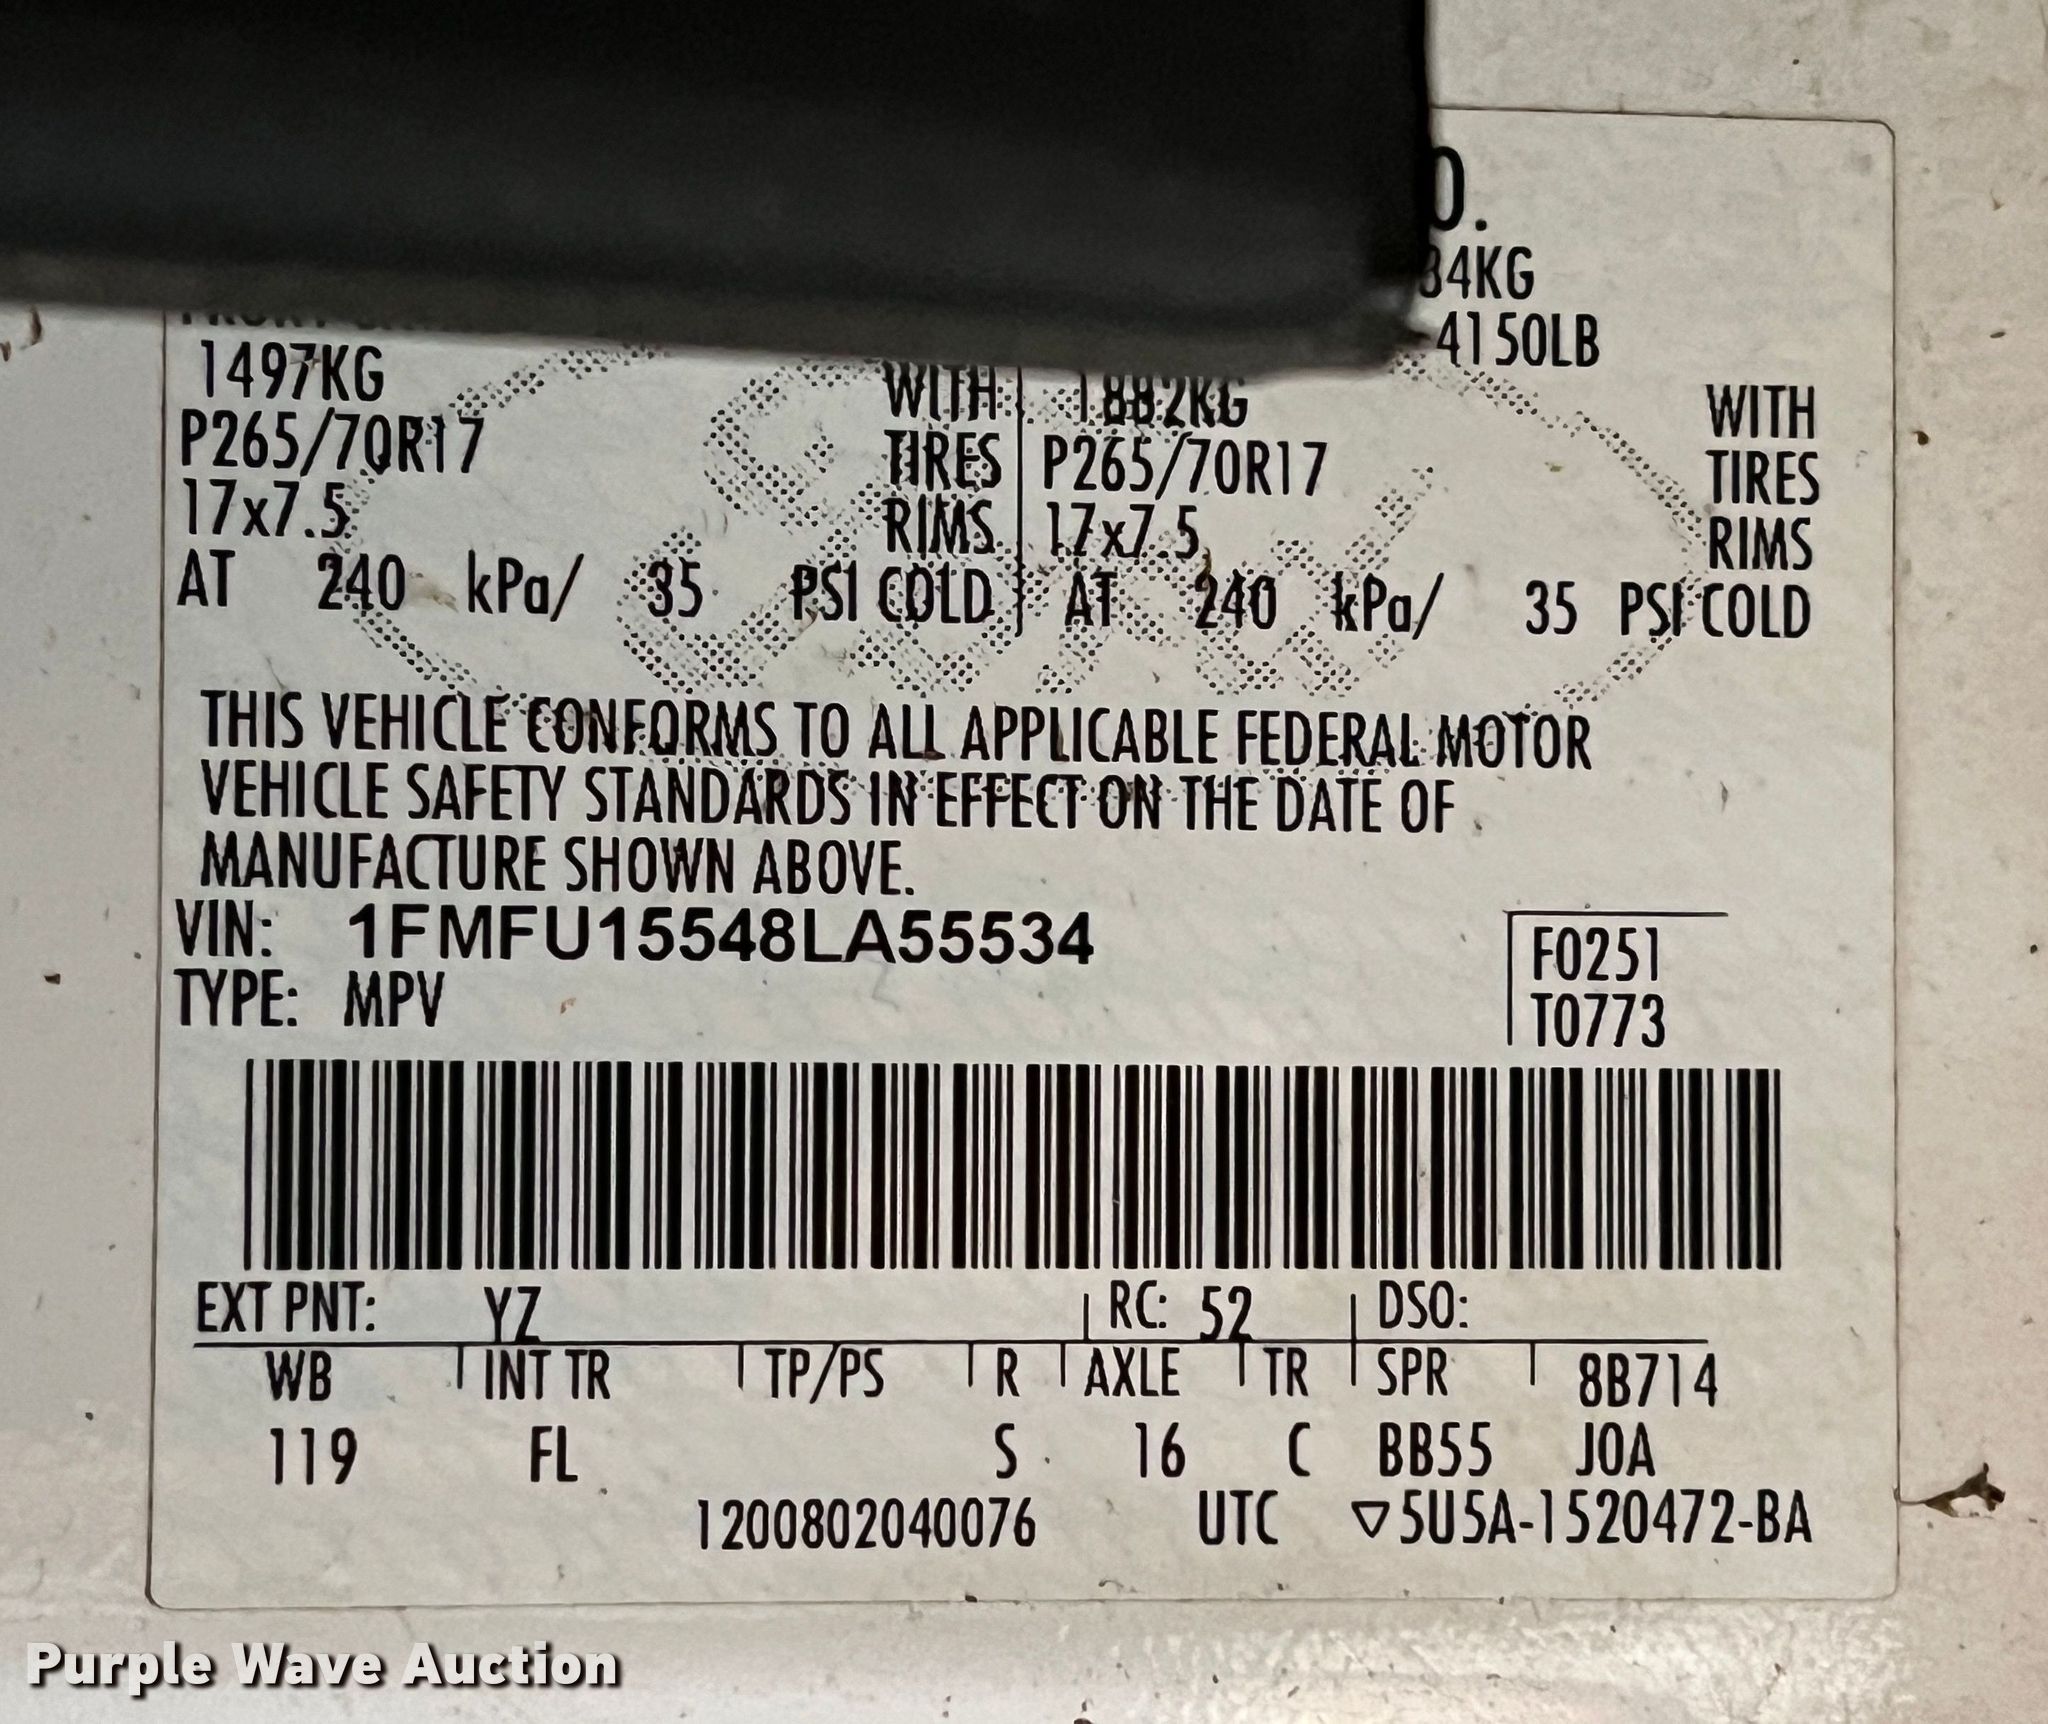 O.
34KG
4150LB
1497KG WITH 1882KG WITH
P265/70R17 TIRES P265/70R17 TIRES
17x7.5 RIMS 17x7.5 RIMS
AT 240 kPa/ 35 PSI COLD AT 240 kPa/ 35 PSI COLD
THIS VEHICLE CONFORMS TO ALL APPLICABLE FEDERAL MOTOR
VEHICLE SAFETY STANDARDS IN EFFECT ON THE DATE OF
MANUFACTURE SHOWN ABOVE.
VIN: 1FMFU15548LA55534
TYPE: MPV
F0251
T0773
EXT PNT: YZ RC: 52 DSO:
WB INT TR TP/PS R AXLE TR SPR 8B714
119 FL S 16 C BB55 JOA
1200802040076 UTC ▽5U5A-1520472-BA
Purple Wave Auction